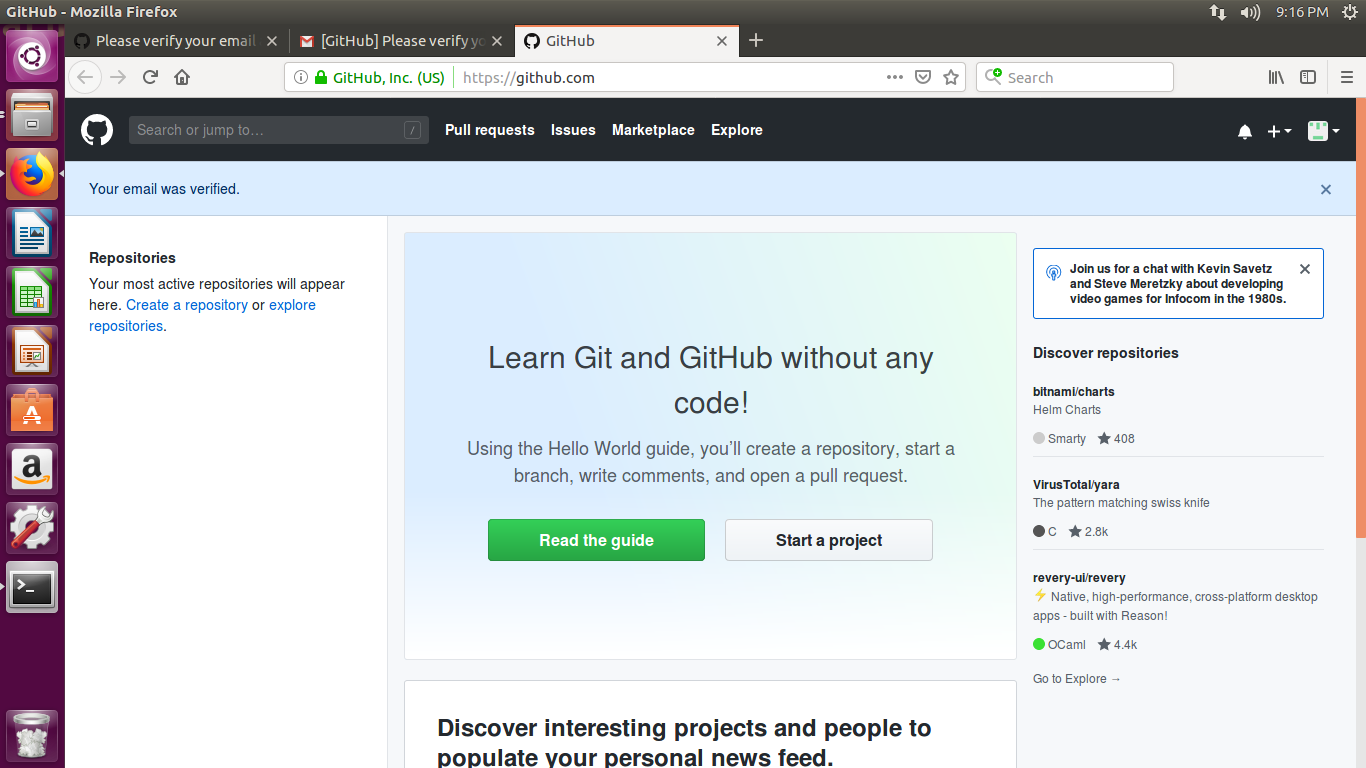 GitHub - Mozilla Firefox
9:16 PM
Please verify your email
[GitHub] Please verify yo
GitHub
GitHub, Inc. (US)
https://github.com
Search
Search or jump to…
/
Pull requests
Issues
Marketplace
Explore
Your email was verified.
Repositories
Your most active repositories will appear
here. Create a repository or explore
repositories.
Learn Git and GitHub without any
code!
Using the Hello World guide, you’ll create a repository, start a
branch, write comments, and open a pull request.
Read the guide
Start a project
Discover interesting projects and people to
populate your personal news feed.
Join us for a chat with Kevin Savetz
and Steve Meretzky about developing
video games for Infocom in the 1980s.
Discover repositories
bitnami/charts
Helm Charts
Smarty ★ 408
VirusTotal/yara
The pattern matching swiss knife
C ★ 2.8k
revery-ui/revery
⚡ Native, high-performance, cross-platform desktop
apps - built with Reason!
OCaml ★ 4.4k
Go to Explore →